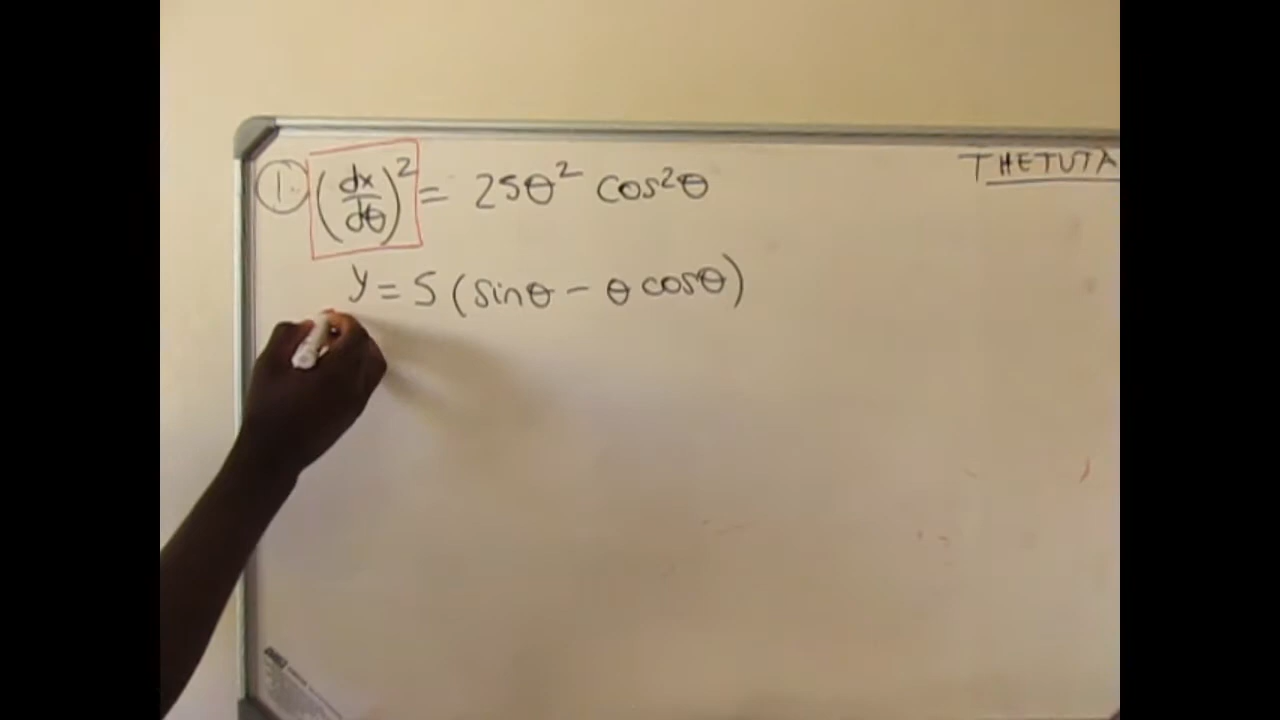 1. (dx/dθ)² = 25θ² cos²θ
THETUTA
y = 5 (sinθ − θ cosθ)